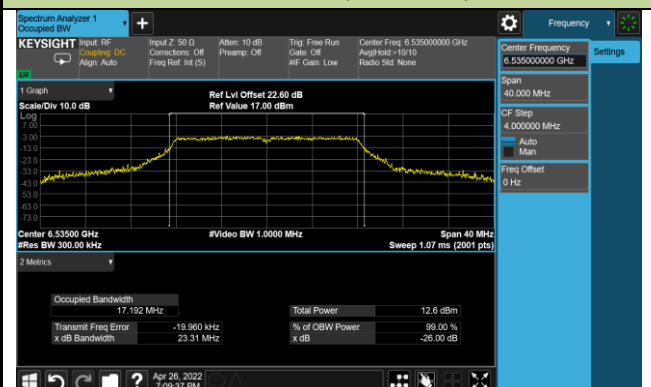 Spectrum Analyzer 1
Occupied BW
Frequency
KEYSIGHT
Input: RF
Coupling: DC
Align: Auto
Input Z: 50 Ω
Corrections: Off
Freq Ref: Int (S)
Atten: 10 dB
Preamp: Off
Trig: Free Run
Gate: Off
#IF Gain: Low
Center Freq: 6.535000000 GHz
Avg|Hold:>10/10
Radio Std: None
Center Frequency
6.535000000 GHz
Settings
Span
40.000 MHz
CF Step
4.000000 MHz
Auto
Man
Freq Offset
0 Hz
1 Graph
Scale/Div 10.0 dB
Ref Lvl Offset 22.60 dB
Ref Value 17.00 dBm
Log
7.00
-3.00
-13.0
-23.0
-33.0
-43.0
-53.0
-63.0
-73.0
Center 6.53500 GHz
#Video BW 1.0000 MHz
Span 40 MHz
#Res BW 300.00 kHz
Sweep 1.07 ms (2001 pts)
2 Metrics
Occupied Bandwidth
17.192 MHz
Total Power 12.6 dBm
Transmit Freq Error -19.960 kHz
% of OBW Power 99.00 %
x dB Bandwidth 23.31 MHz
x dB -26.00 dB
Apr 26, 2022
7:09:37 PM